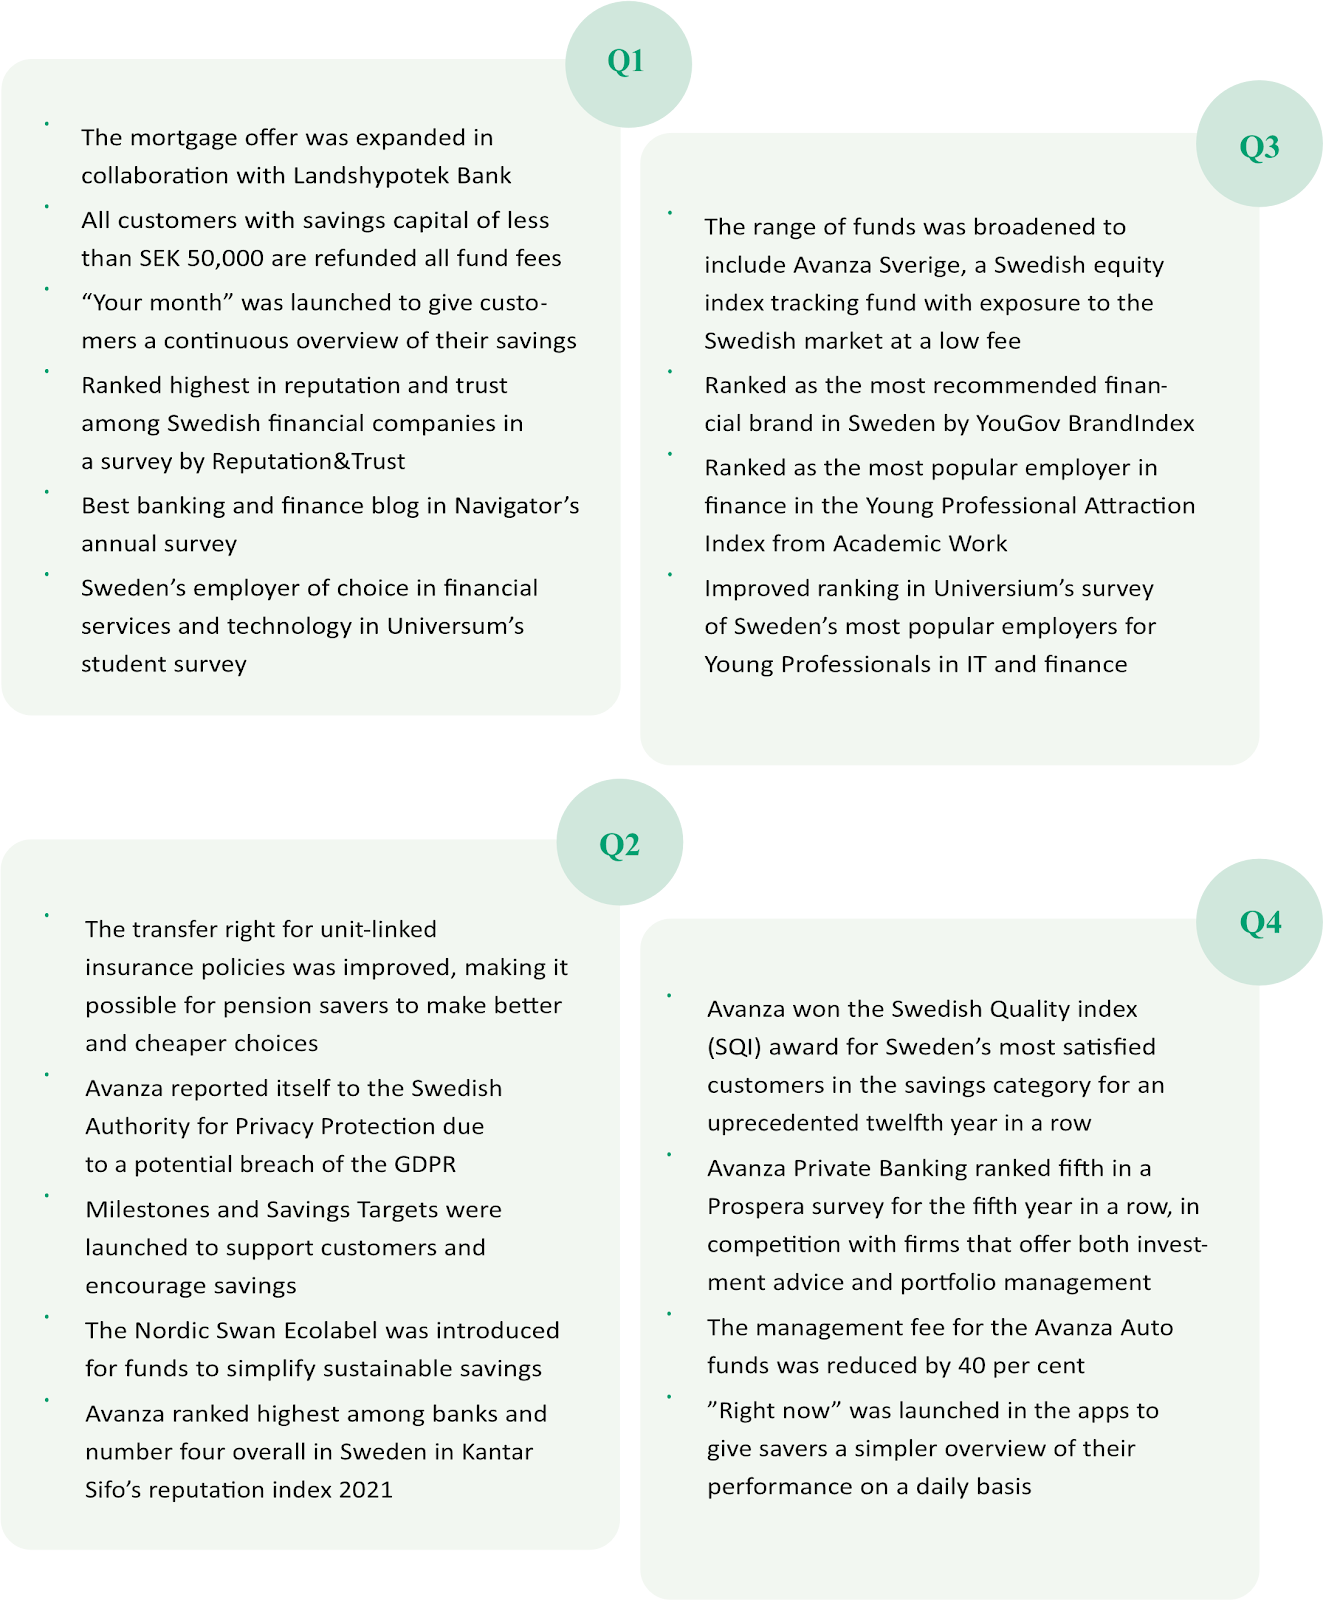 Q1
The mortgage offer was expanded in
collaboration with Landshypotek Bank
All customers with savings capital of less
than SEK 50,000 are refunded all fund fees
“Your month” was launched to give custo-
mers a continuous overview of their savings
Ranked highest in reputation and trust
among Swedish financial companies in
a survey by Reputation&Trust
Best banking and finance blog in Navigator’s
annual survey
Sweden’s employer of choice in financial
services and technology in Universum’s
student survey
Q2
The transfer right for unit-linked
insurance policies was improved, making it
possible for pension savers to make better
and cheaper choices
Avanza reported itself to the Swedish
Authority for Privacy Protection due
to a potential breach of the GDPR
Milestones and Savings Targets were
launched to support customers and
encourage savings
The Nordic Swan Ecolabel was introduced
for funds to simplify sustainable savings
Avanza ranked highest among banks and
number four overall in Sweden in Kantar
Sifo’s reputation index 2021
Q3
The range of funds was broadened to
include Avanza Sverige, a Swedish equity
index tracking fund with exposure to the
Swedish market at a low fee
Ranked as the most recommended finan-
cial brand in Sweden by YouGov BrandIndex
Ranked as the most popular employer in
finance in the Young Professional Attraction
Index from Academic Work
Improved ranking in Universium’s survey
of Sweden’s most popular employers for
Young Professionals in IT and finance
Q4
Avanza won the Swedish Quality index
(SQI) award for Sweden’s most satisfied
customers in the savings category for an
uprecedented twelfth year in a row
Avanza Private Banking ranked fifth in a
Prospera survey for the fifth year in a row, in
competition with firms that offer both invest-
ment advice and portfolio management
The management fee for the Avanza Auto
funds was reduced by 40 per cent
”Right now” was launched in the apps to
give savers a simpler overview of their
performance on a daily basis